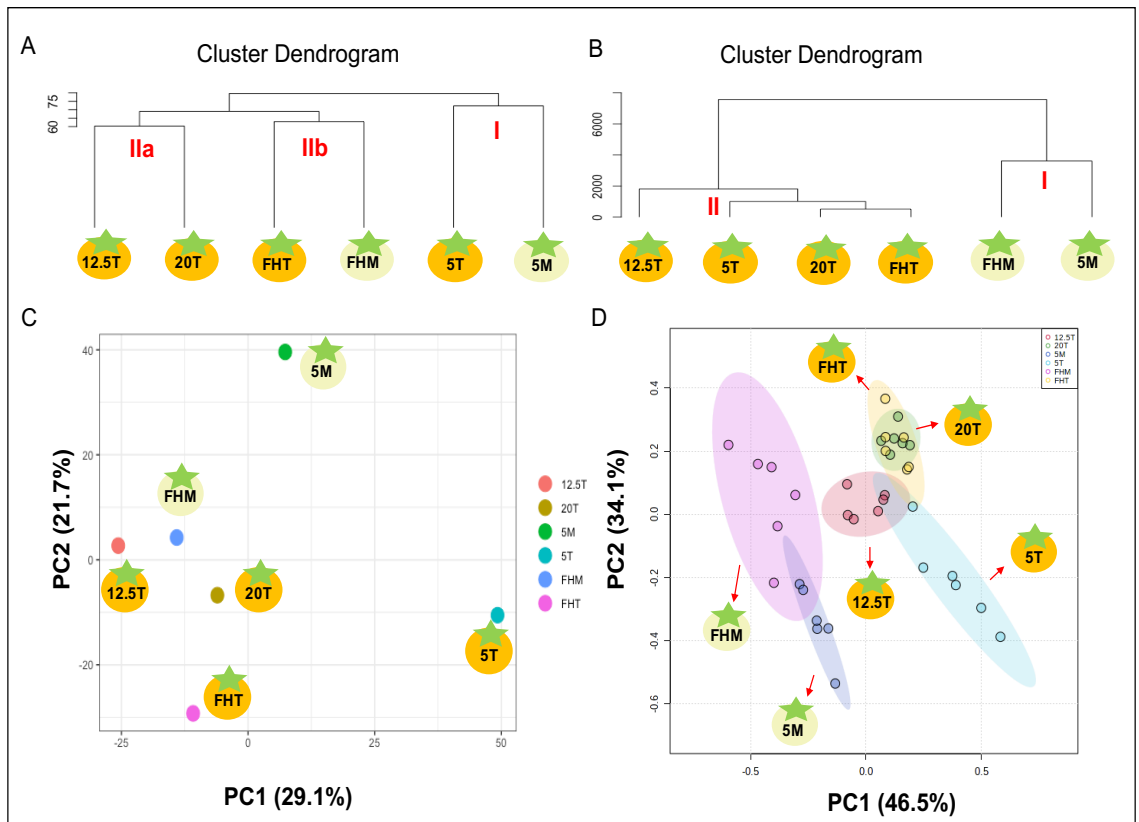 A
Cluster Dendrogram
75
60
IIa
IIb
I
12.5T
20T
FHT
FHM
5T
5M
B
Cluster Dendrogram
6000
2000
0
II
I
12.5T
5T
20T
FHT
FHM
5M
C
PC2 (21.7%)
40
20
0
-20
-25
0
25
50
PC1 (29.1%)
5M
FHM
12.5T
20T
5T
FHT
12.5T
20T
5M
5T
FHM
FHT
D
PC2 (34.1%)
0.4
0.2
0.0
-0.2
-0.4
-0.6
-0.5
0.0
0.5
PC1 (46.5%)
FHT
20T
5T
12.5T
FHM
5M
12.5T
20T
5M
5T
FHM
FHT